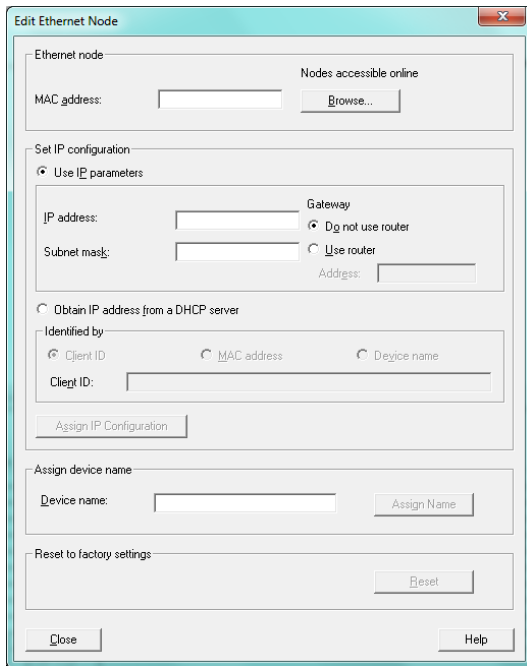 Edit Ethernet Node
Ethernet node
Nodes accessible online
MAC address:
Browse...
Set IP configuration
Use IP parameters
Gateway
IP address:
Do not use router
Subnet mask:
Use router
Address:
Obtain IP address from a DHCP server
Identified by
Client ID
MAC address
Device name
Client ID:
Assign IP Configuration
Assign device name
Device name:
Assign Name
Reset to factory settings
Reset
Close
Help